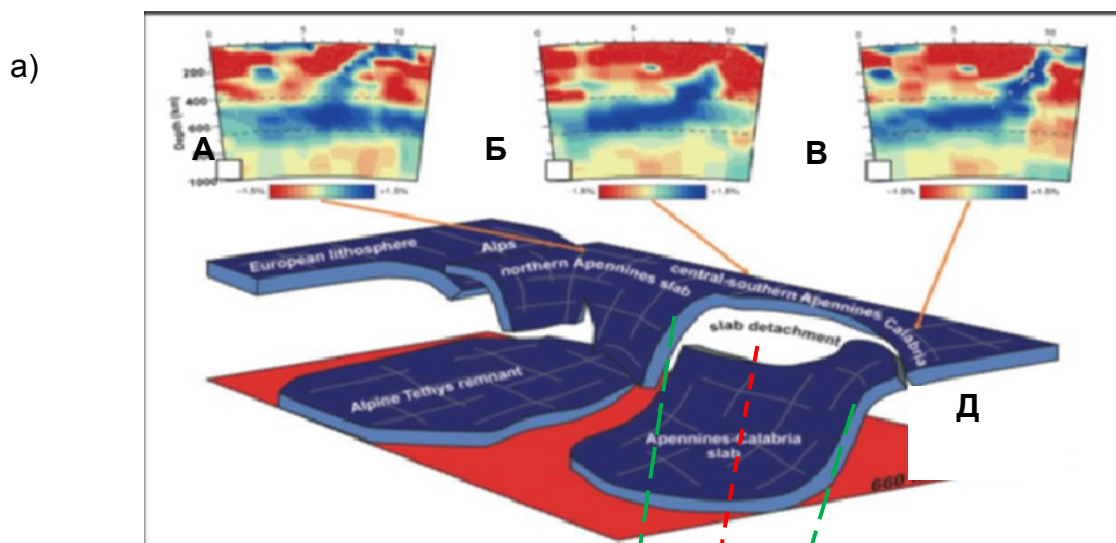 а)
0 5 10
0 5 10
0 5 10
200
400
600
1000
Depth (km)
А
Б
В
−1.5% +1.5%
−1.5% +1.5%
−1.5% +1.5%
European lithosphere
Alps
northern Apennines slab
central-southern Apennines
Calabria
slab detachment
Alpine Tethys remnant
Apennines-Calabria
slab
660
Д